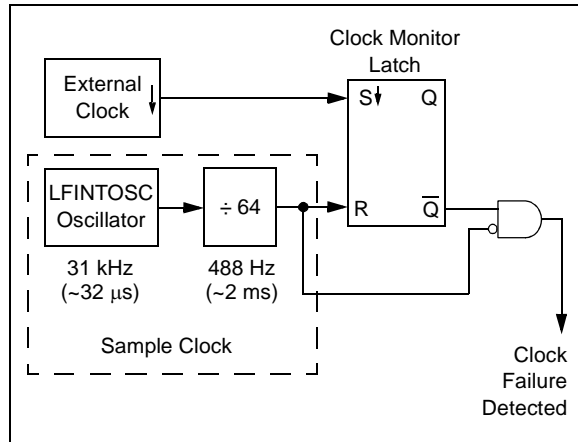 Clock Monitor
Latch
External
Clock
S Q
LFINTOSC
Oscillator
÷ 64
R Q̅
31 kHz
(~32 μs)
488 Hz
(~2 ms)
Sample Clock
Clock
Failure
Detected